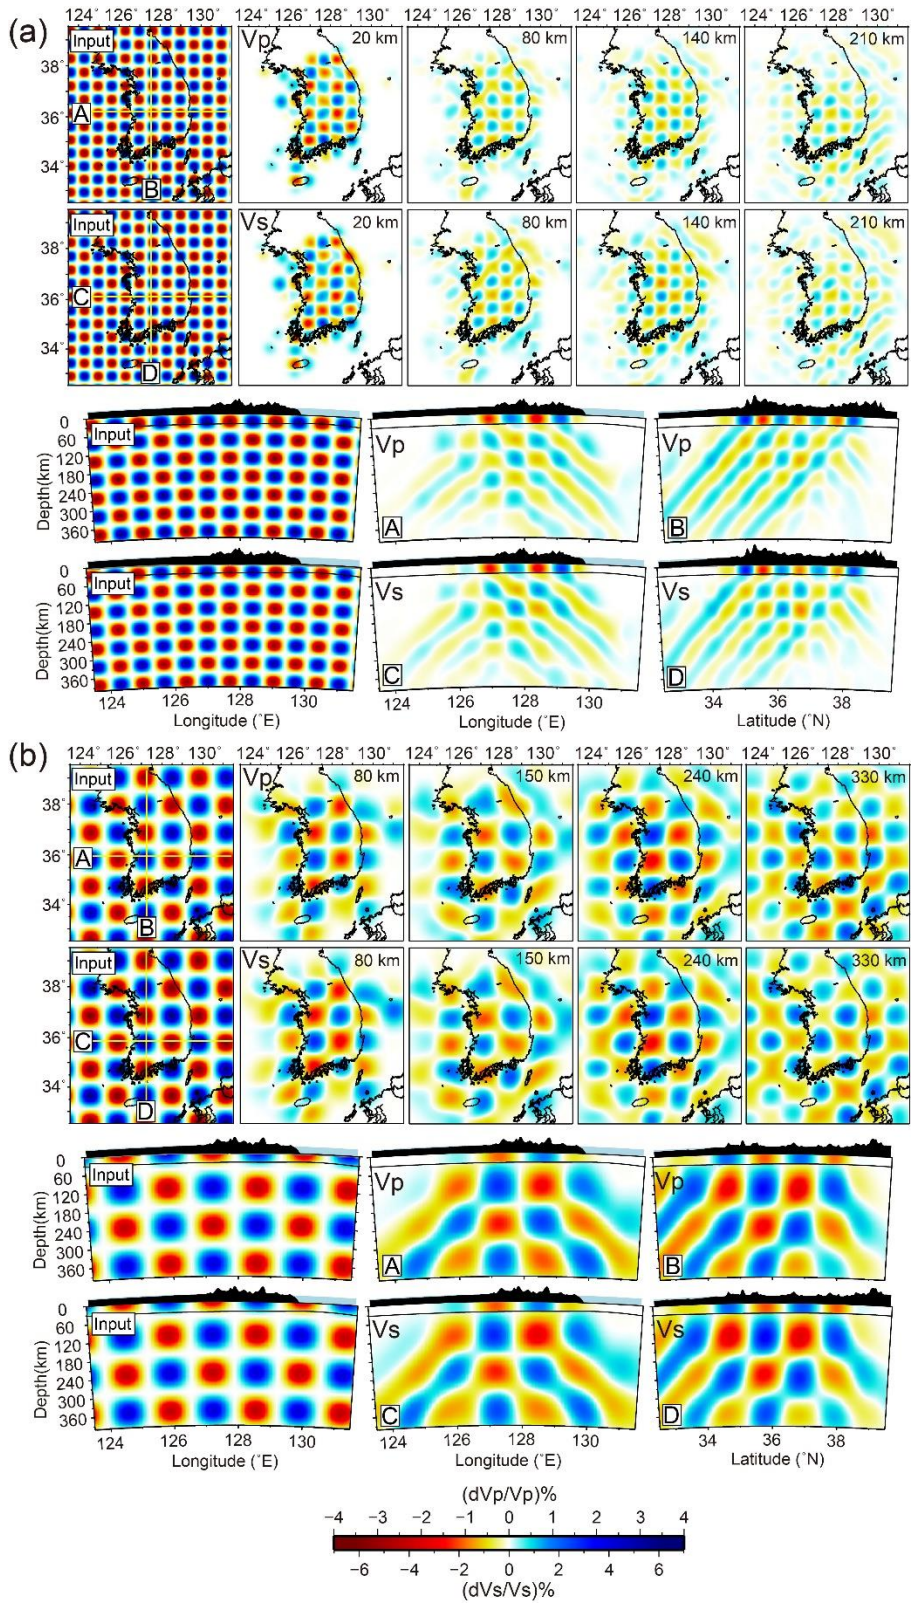 (a)
124˚ 126˚ 128˚ 130˚ 124˚ 126˚ 128˚ 130˚ 124˚ 126˚ 128˚ 130˚ 124˚ 126˚ 128˚ 130˚ 124˚ 126˚ 128˚ 130˚
Input Vp 20 km 80 km 140 km 210 km
38˚
36˚ A
34˚
B
Input Vs 20 km 80 km 140 km 210 km
38˚
36˚ C
34˚
D
0 Input Vp Vp
60
120
180
240
300
360 A B
Depth(km)
0 Input Vs Vs
60
120
180
240
300
360 C D
Depth(km)
124 126 128 130 124 126 128 130 34 36 38
Longitude (˚E) Longitude (˚E) Latitude (˚N)
(b)
124˚ 126˚ 128˚ 130˚ 124˚ 126˚ 128˚ 130˚ 124˚ 126˚ 128˚ 130˚ 124˚ 126˚ 128˚ 130˚ 124˚ 126˚ 128˚ 130˚
Input Vp 80 km 150 km 240 km 330 km
38˚
36˚ A
34˚
B
Input Vs 80 km 150 km 240 km 330 km
38˚
36˚ C
34˚
D
0 Input Vp Vp
60
120
180
240
300
360 A B
Depth(km)
0 Input Vs Vs
60
120
180
240
300
360 C D
Depth(km)
124 126 128 130 124 126 128 130 34 36 38
Longitude (˚E) Longitude (˚E) Latitude (˚N)
(dVp/Vp)%
−4 −3 −2 −1 0 1 2 3 4
−6 −4 −2 0 2 4 6
(dVs/Vs)%